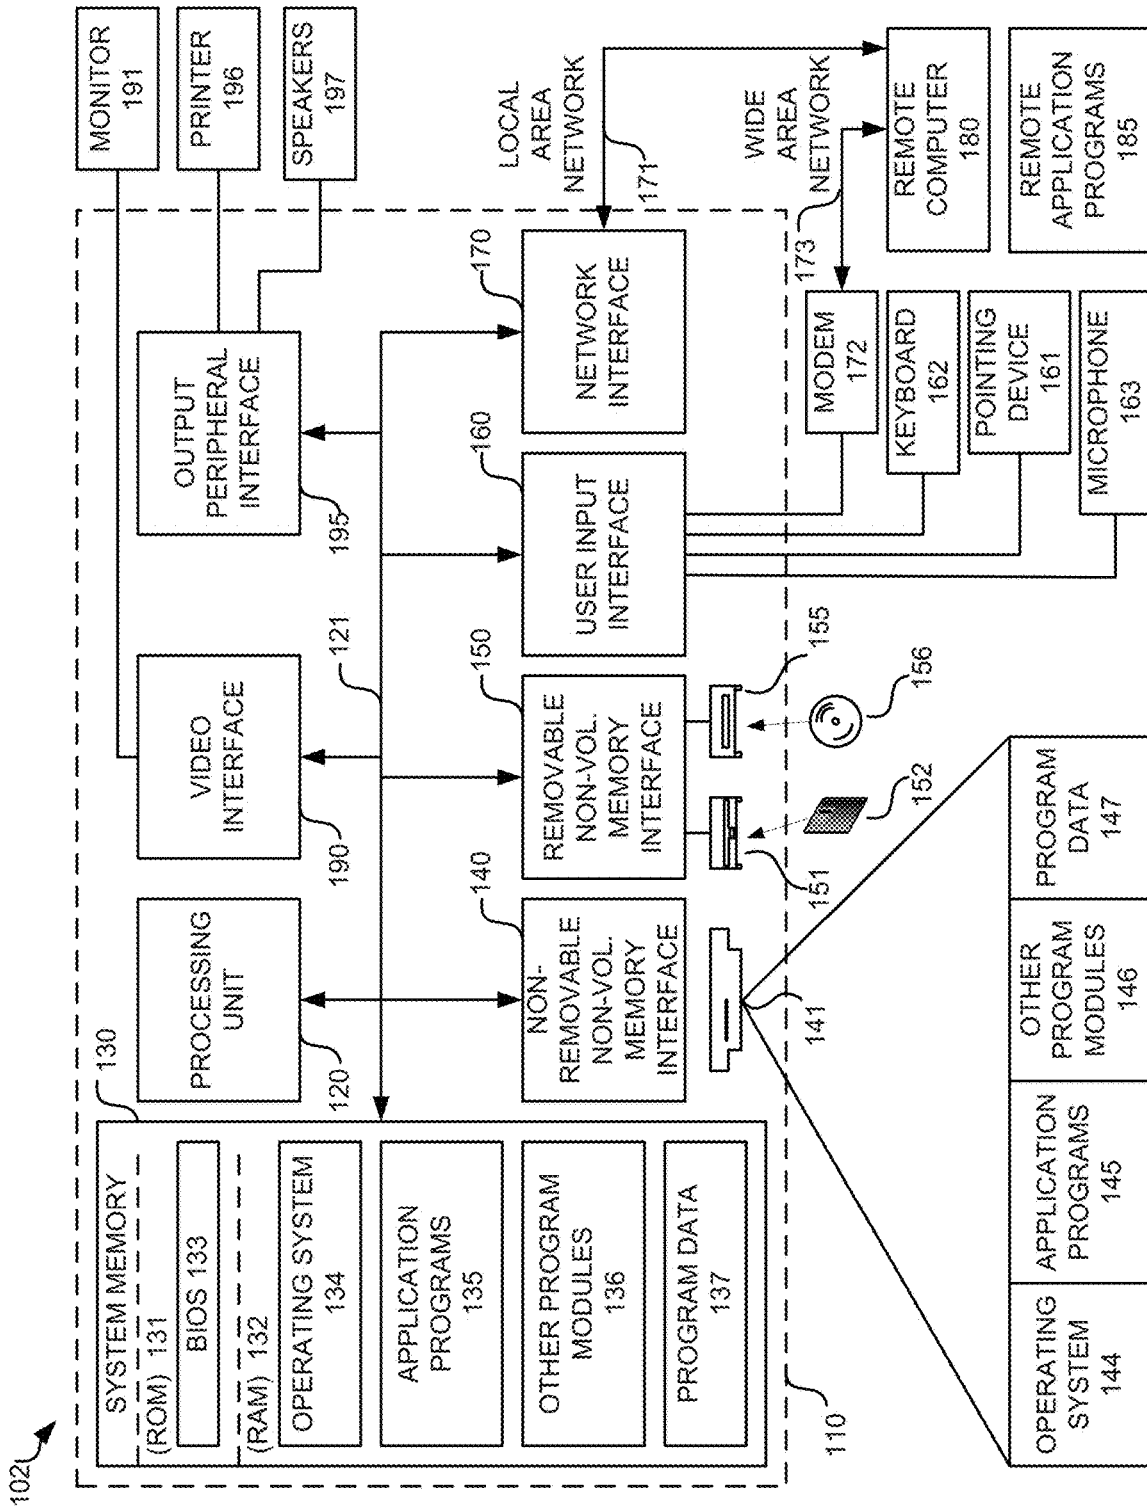 102
SYSTEM MEMORY
(ROM) 131
BIOS 133
(RAM) 132
OPERATING SYSTEM
134
APPLICATION
PROGRAMS
135
OTHER PROGRAM
MODULES
136
PROGRAM DATA
137
130
110
PROCESSING
UNIT
120
VIDEO
INTERFACE
190
121
OUTPUT
PERIPHERAL
INTERFACE
195
MONITOR
191
PRINTER
196
SPEAKERS
197
NON-
REMOVABLE
NON-VOL.
MEMORY
INTERFACE
140
REMOVABLE
NON-VOL.
MEMORY
INTERFACE
150
USER INPUT
INTERFACE
160
NETWORK
INTERFACE
170
LOCAL
AREA
NETWORK
171
WIDE
AREA
NETWORK
173
141
151
152
155
156
MODEM
172
KEYBOARD
162
POINTING
DEVICE
161
MICROPHONE
163
REMOTE
COMPUTER
180
REMOTE
APPLICATION
PROGRAMS
185
OPERATING
SYSTEM
144
APPLICATION
PROGRAMS
145
OTHER
PROGRAM
MODULES
146
PROGRAM
DATA
147